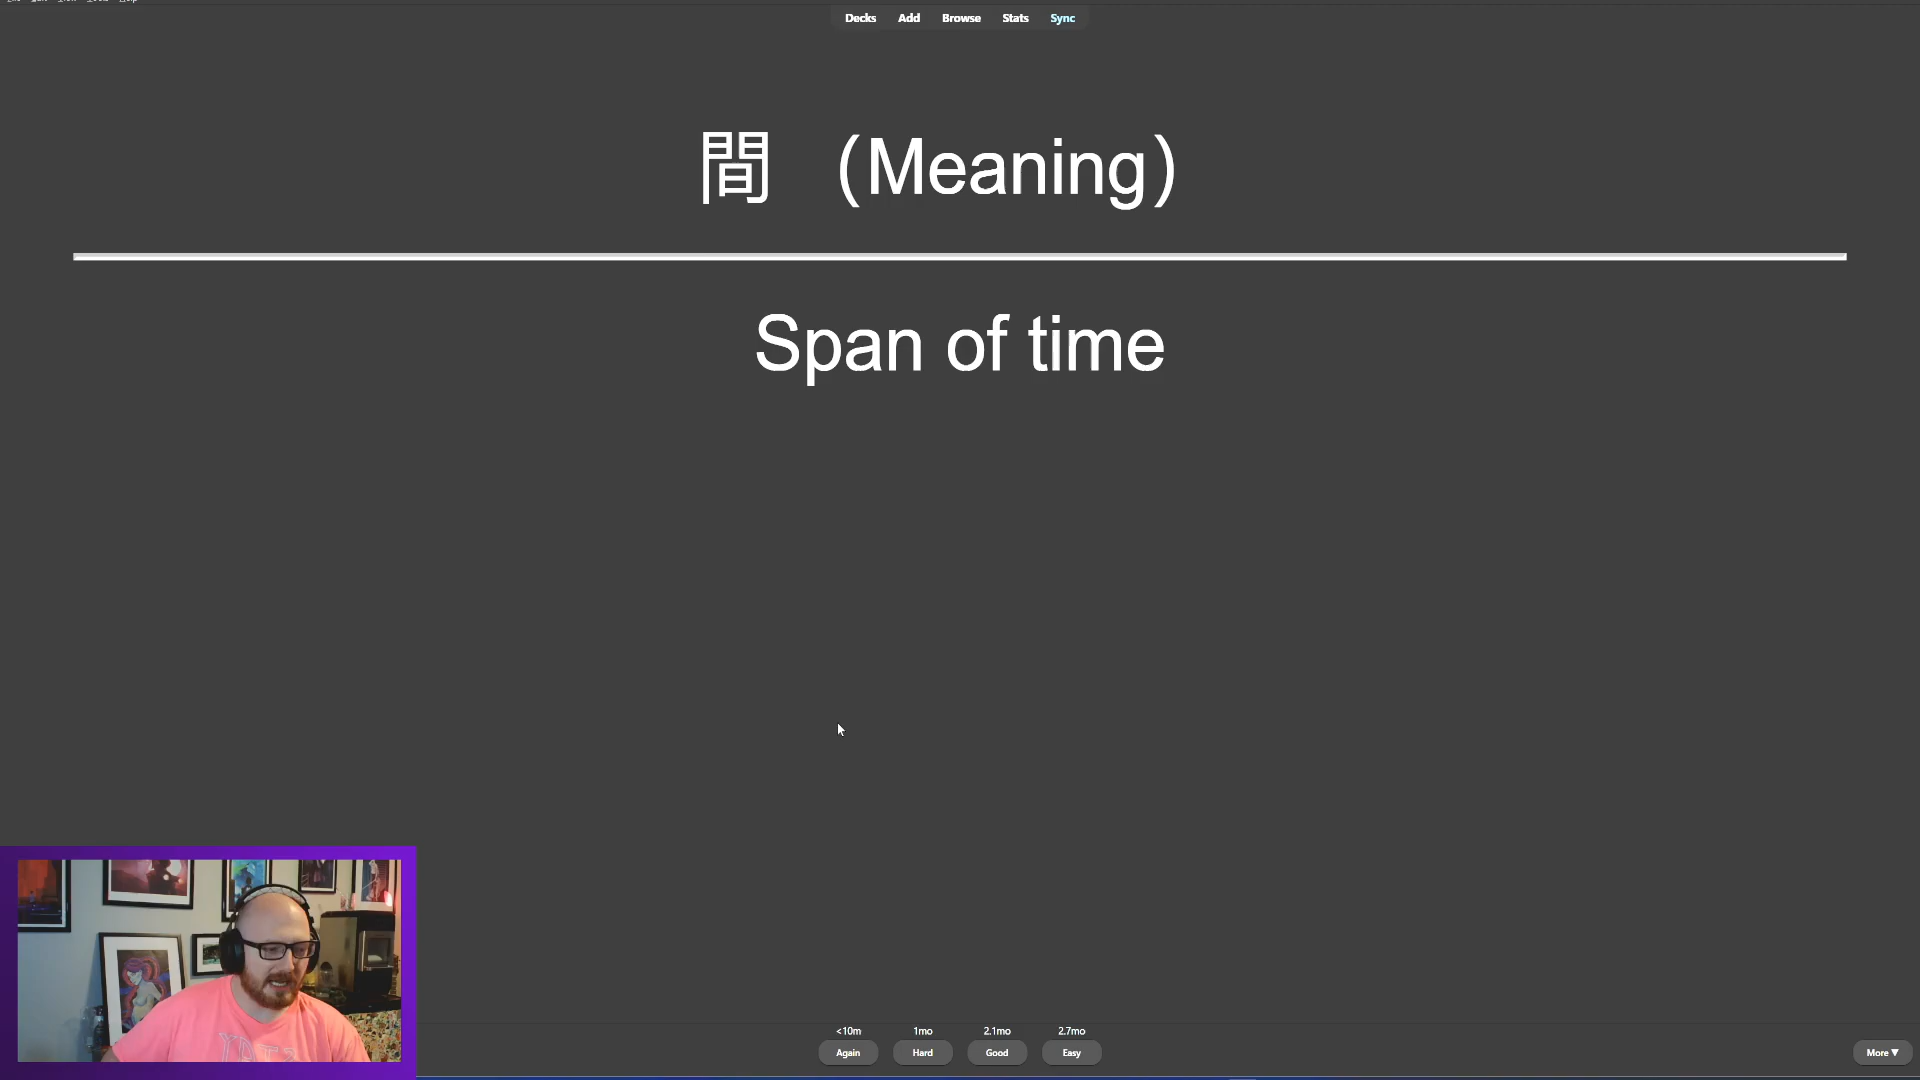 Decks Add Browse Stats Sync
間 (Meaning)
Span of time
<10m 1mo 2.1mo 2.7mo
Again Hard Good Easy
More ▼